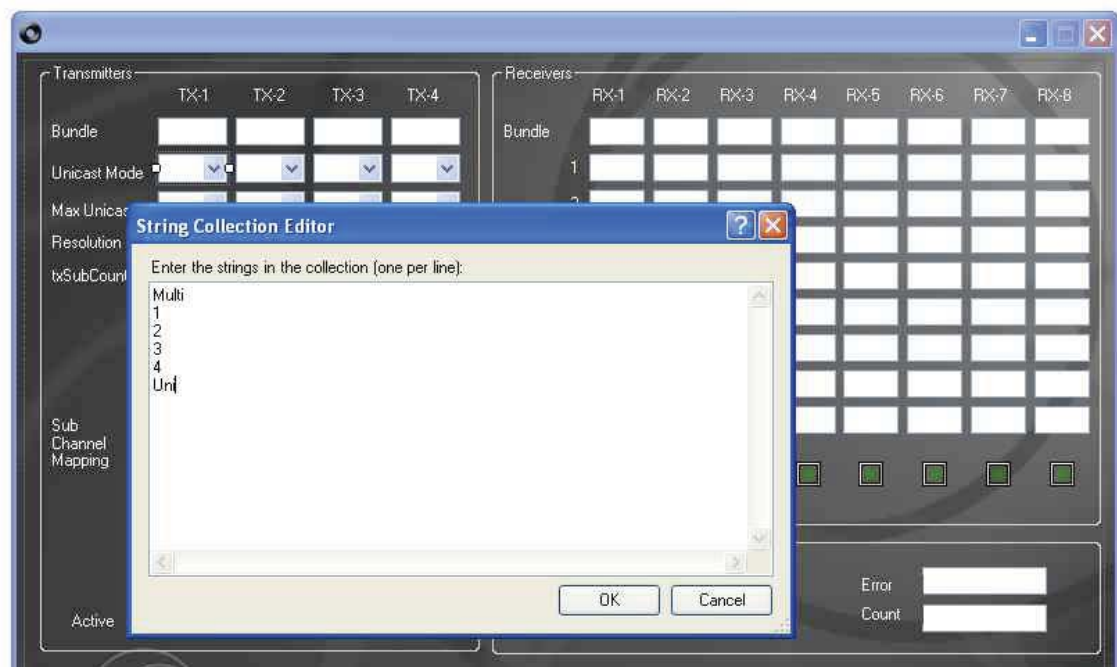 Transmitters
TX-1 TX-2 TX-3 TX-4
Bundle
Unicast Mode
Max Unicas
Resolution
txSubCount
Sub
Channel
Mapping
Active
Receivers
RX-1 RX-2 RX-3 RX-4 RX-5 RX-6 RX-7 RX-8
Bundle
1
String Collection Editor
Enter the strings in the collection (one per line):
Multi
1
2
3
4
Uni
OK Cancel
Error
Count